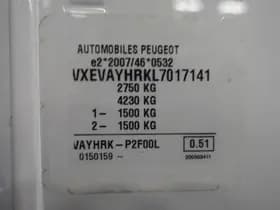 AUTOMOBILES PEUGEOT
e2*2007/46*0532
VXEVAYHRKL7017141
2750 KG
4230 KG
1- 1500 KG
2- 1500 KG
VAYHRK-P2F00L 0.51
0150159 -